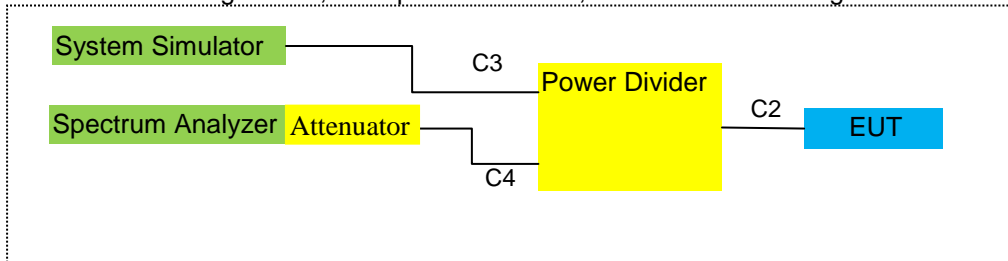 System Simulator
C3
Power Divider
C2
Spectrum Analyzer
Attenuator
EUT
C4